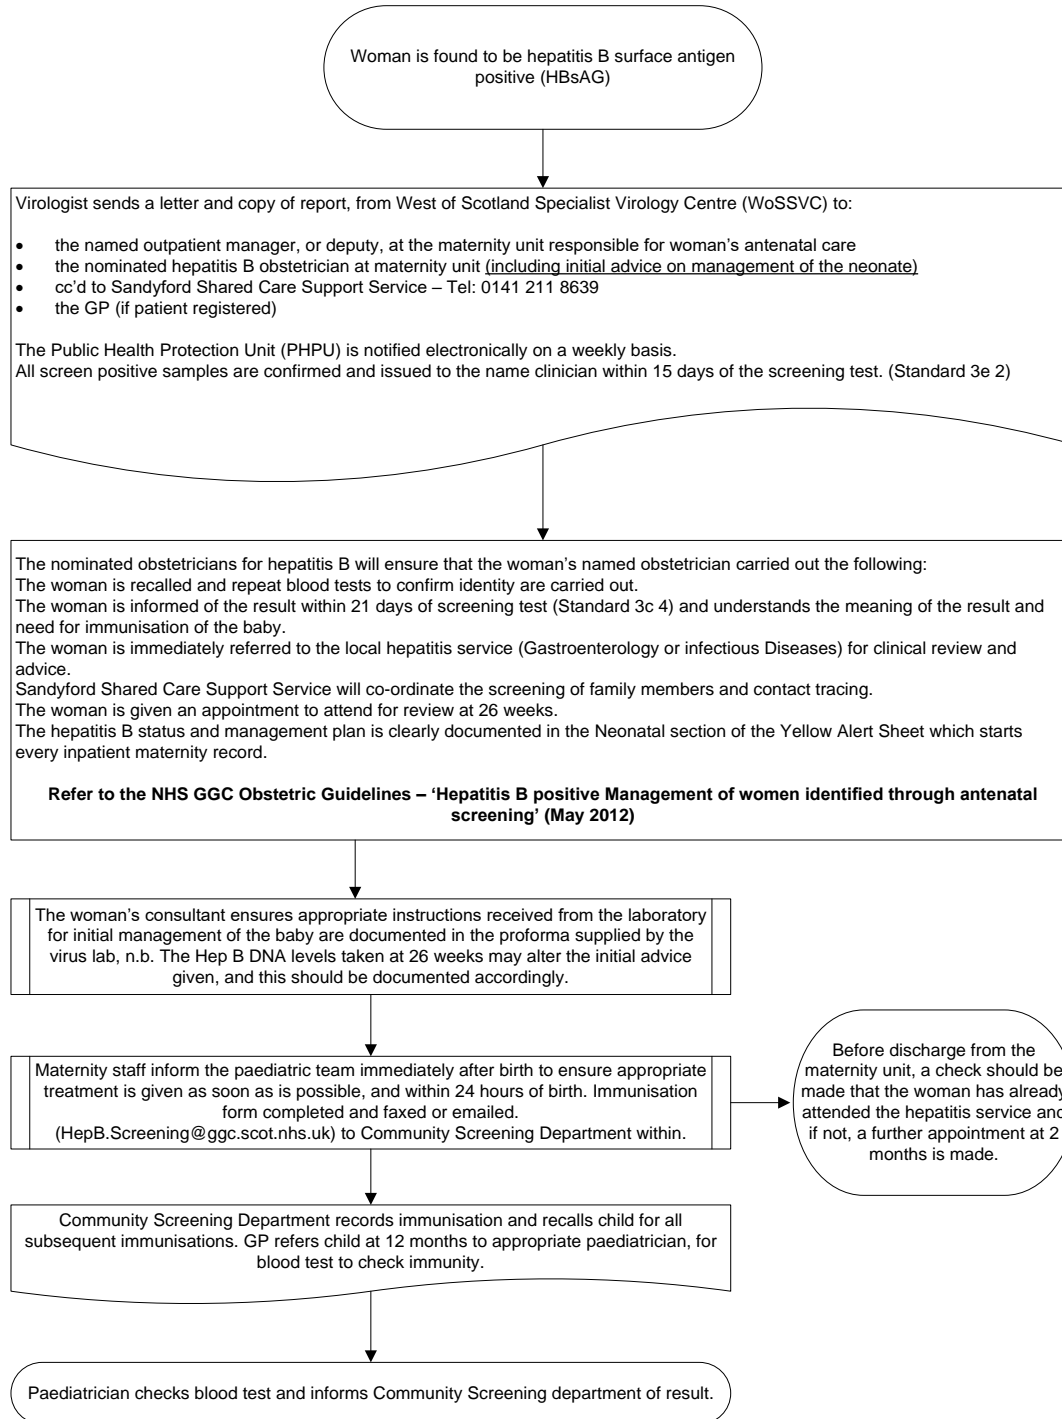 Woman is found to be hepatitis B surface antigen
positive (HBsAG)
Virologist sends a letter and copy of report, from West of Scotland Specialist Virology Centre (WoSSVC) to:
• the named outpatient manager, or deputy, at the maternity unit responsible for woman's antenatal care
• the nominated hepatitis B obstetrician at maternity unit (including initial advice on management of the neonate)
• cc'd to Sandyford Shared Care Support Service – Tel: 0141 211 8639
• the GP (if patient registered)
The Public Health Protection Unit (PHPU) is notified electronically on a weekly basis.
All screen positive samples are confirmed and issued to the name clinician within 15 days of the screening test. (Standard 3e 2)
The nominated obstetricians for hepatitis B will ensure that the woman's named obstetrician carried out the following:
The woman is recalled and repeat blood tests to confirm identity are carried out.
The woman is informed of the result within 21 days of screening test (Standard 3c 4) and understands the meaning of the result and
need for immunisation of the baby.
The woman is immediately referred to the local hepatitis service (Gastroenterology or infectious Diseases) for clinical review and
advice.
Sandyford Shared Care Support Service will co-ordinate the screening of family members and contact tracing.
The woman is given an appointment to attend for review at 26 weeks.
The hepatitis B status and management plan is clearly documented in the Neonatal section of the Yellow Alert Sheet which starts
every inpatient maternity record.
Refer to the NHS GGC Obstetric Guidelines – ‘Hepatitis B positive Management of women identified through antenatal
screening’ (May 2012)
The woman's consultant ensures appropriate instructions received from the laboratory
for initial management of the baby are documented in the proforma supplied by the
virus lab, n.b. The Hep B DNA levels taken at 26 weeks may alter the initial advice
given, and this should be documented accordingly.
Maternity staff inform the paediatric team immediately after birth to ensure appropriate
treatment is given as soon as is possible, and within 24 hours of birth. Immunisation
form completed and faxed or emailed.
(HepB.Screening@ggc.scot.nhs.uk) to Community Screening Department within.
Before discharge from the
maternity unit, a check should be
made that the woman has already
attended the hepatitis service and
if not, a further appointment at 2
months is made.
Community Screening Department records immunisation and recalls child for all
subsequent immunisations. GP refers child at 12 months to appropriate paediatrician, for
blood test to check immunity.
Paediatrician checks blood test and informs Community Screening department of result.